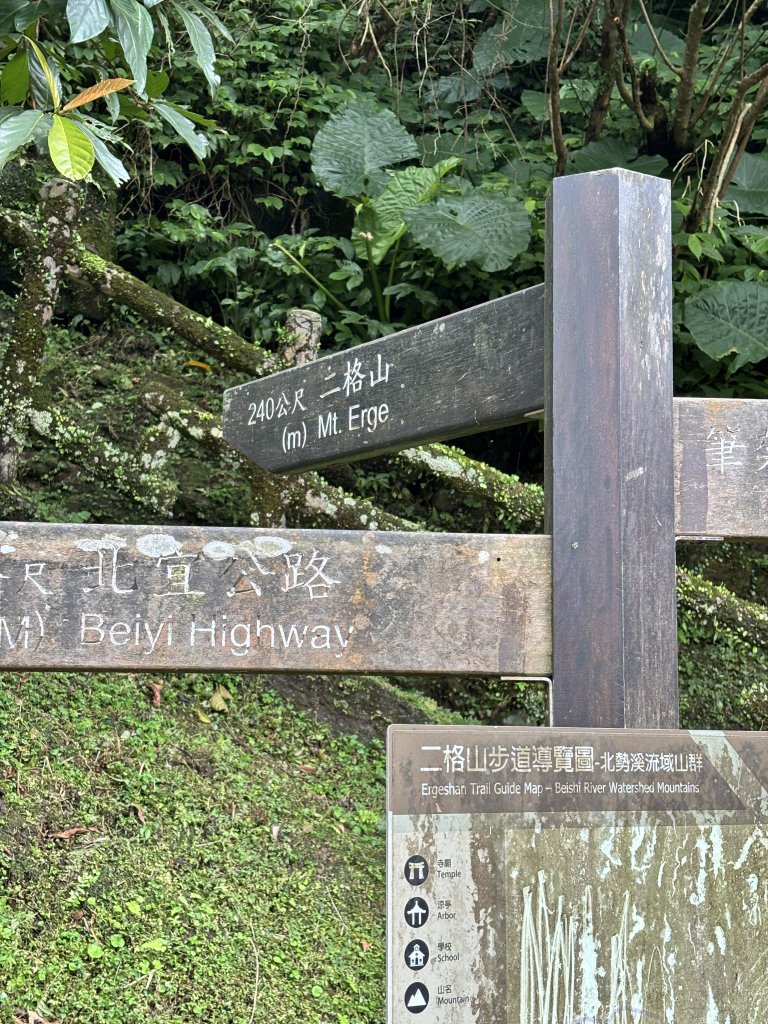 240公尺 二格山
(m) Mt. Erge
筆
尺 北宜公路
M) Beiyi Highway
二格山步道導覽圖-北勢溪流域山群
Ergeshan Trail Guide Map – Beishi River Watershed Mountains
寺廟
Temple
涼亭
Arbor
學校
School
山名
Mountain